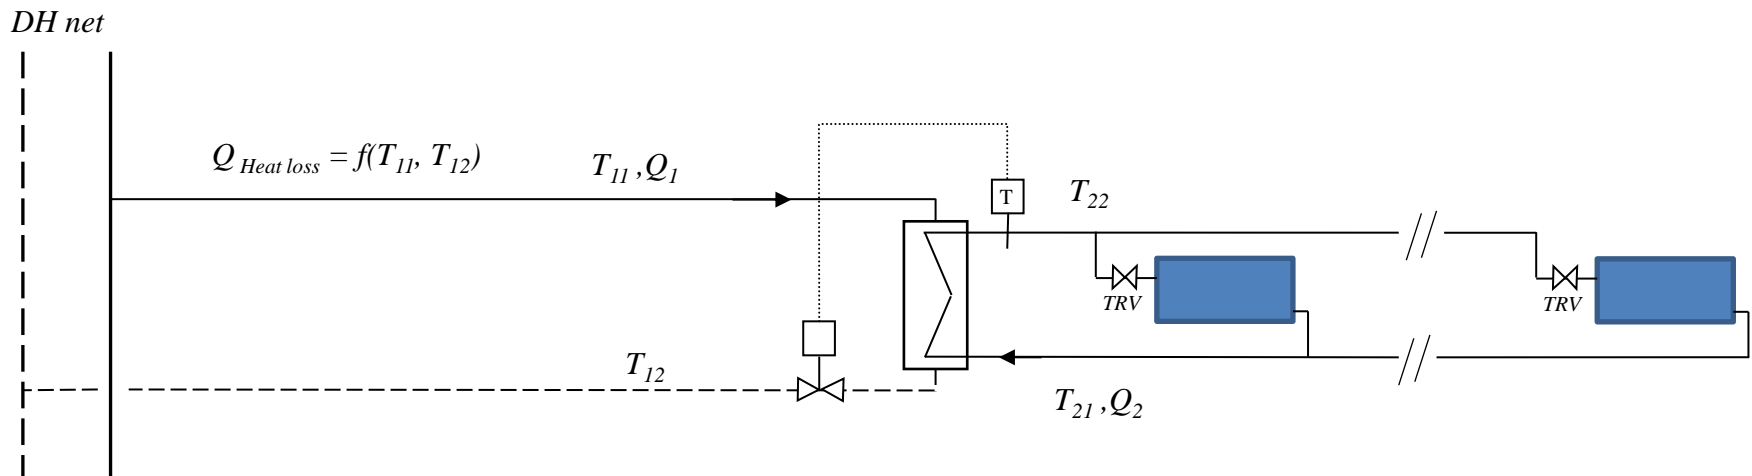 DH net
Q Heat loss = f(T11, T12)
T11 ,Q1
T
T22
TRV
TRV
T12
T21 ,Q2